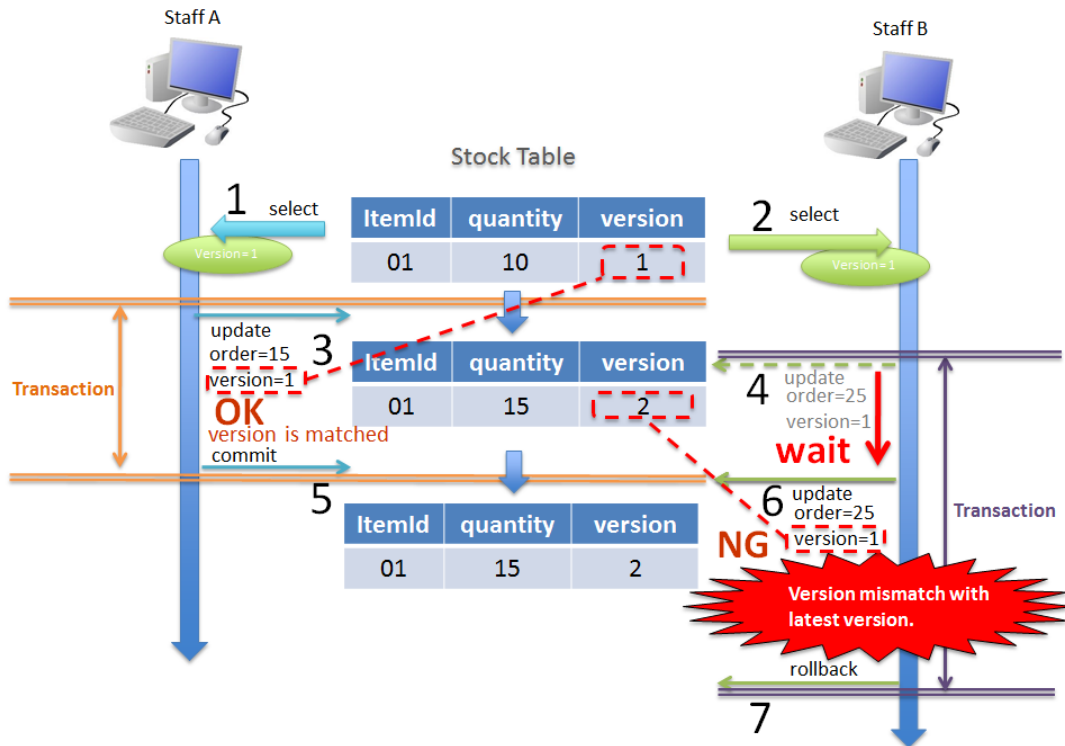 Staff A
Staff B
Stock Table
1
select
2
select
Version=1
Version=1
ItemId quantity version
01 10 1
Transaction
update
order=15
version=1
3
OK
version is matched
commit
ItemId quantity version
01 15 2
4
update
order=25
version=1
wait
5
ItemId quantity version
01 15 2
6
update
order=25
version=1
NG
Transaction
Version mismatch with
latest version.
rollback
7